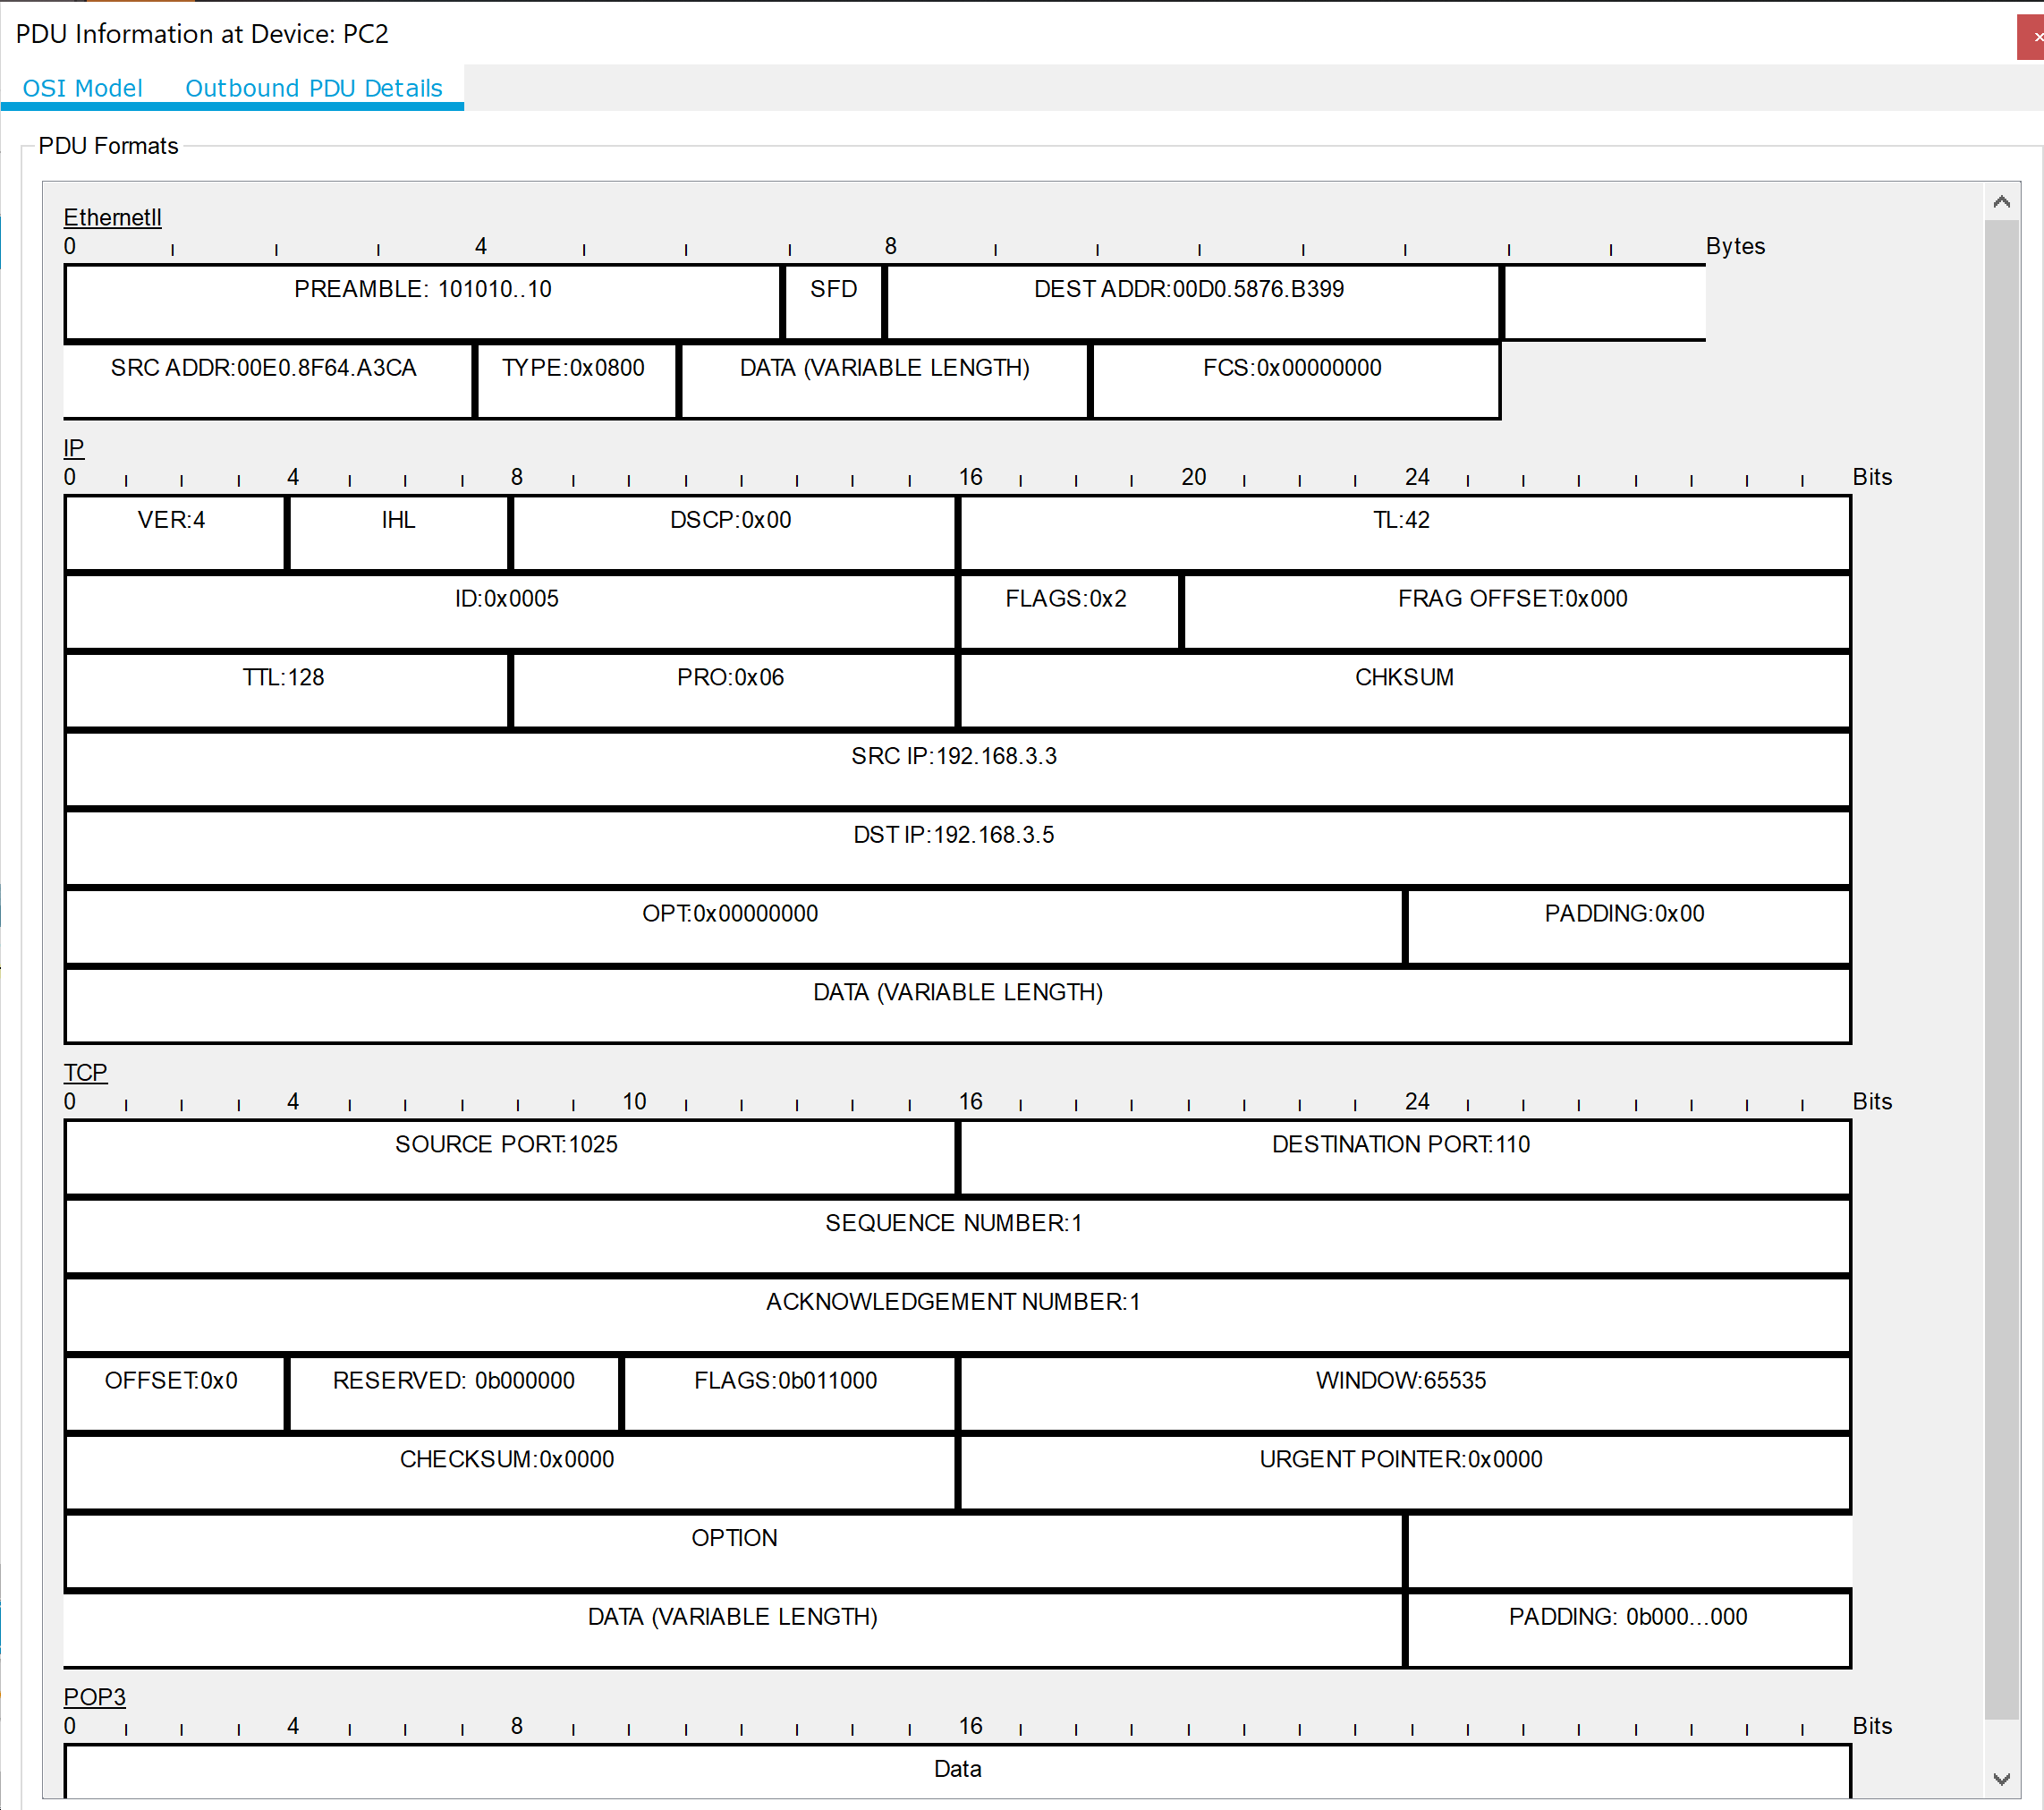 PDU Information at Device: PC2
×
OSI Model Outbound PDU Details
PDU Formats
EthernetII
0 4 8 Bytes
PREAMBLE: 101010..10 SFD DEST ADDR:00D0.5876.B399
SRC ADDR:00E0.8F64.A3CA TYPE:0x0800 DATA (VARIABLE LENGTH) FCS:0x00000000
IP
0 4 8 16 20 24 Bits
VER:4 IHL DSCP:0x00 TL:42
ID:0x0005 FLAGS:0x2 FRAG OFFSET:0x000
TTL:128 PRO:0x06 CHKSUM
SRC IP:192.168.3.3
DST IP:192.168.3.5
OPT:0x00000000 PADDING:0x00
DATA (VARIABLE LENGTH)
TCP
0 4 10 16 24 Bits
SOURCE PORT:1025 DESTINATION PORT:110
SEQUENCE NUMBER:1
ACKNOWLEDGEMENT NUMBER:1
OFFSET:0x0 RESERVED: 0b000000 FLAGS:0b011000 WINDOW:65535
CHECKSUM:0x0000 URGENT POINTER:0x0000
OPTION
DATA (VARIABLE LENGTH) PADDING: 0b000...000
POP3
0 4 8 16 Bits
Data